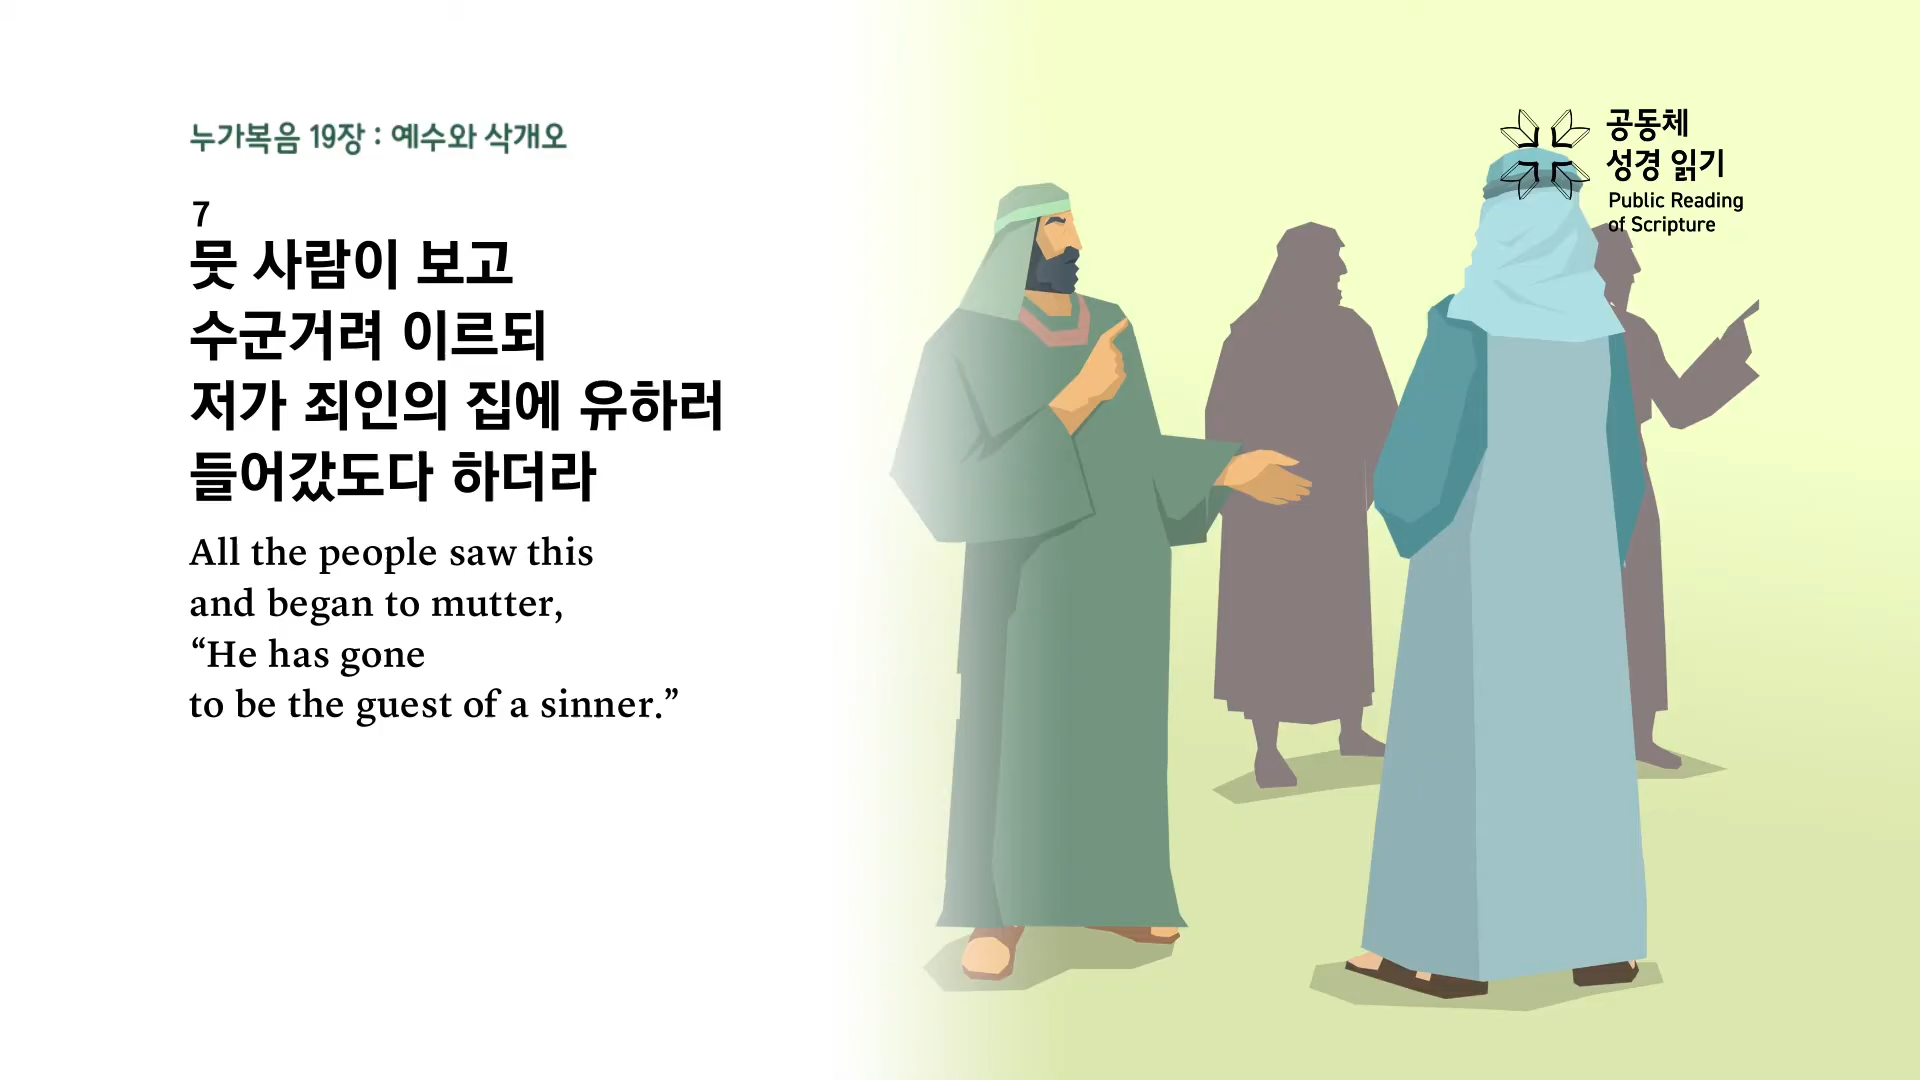 누가복음 19장 : 예수와 삭개오
7
뭇 사람이 보고
수군거려 이르되
저가 죄인의 집에 유하러
들어갔도다 하더라
All the people saw this
and began to mutter,
“He has gone
to be the guest of a sinner.”
공동체
성경 읽기
Public Reading
of Scripture